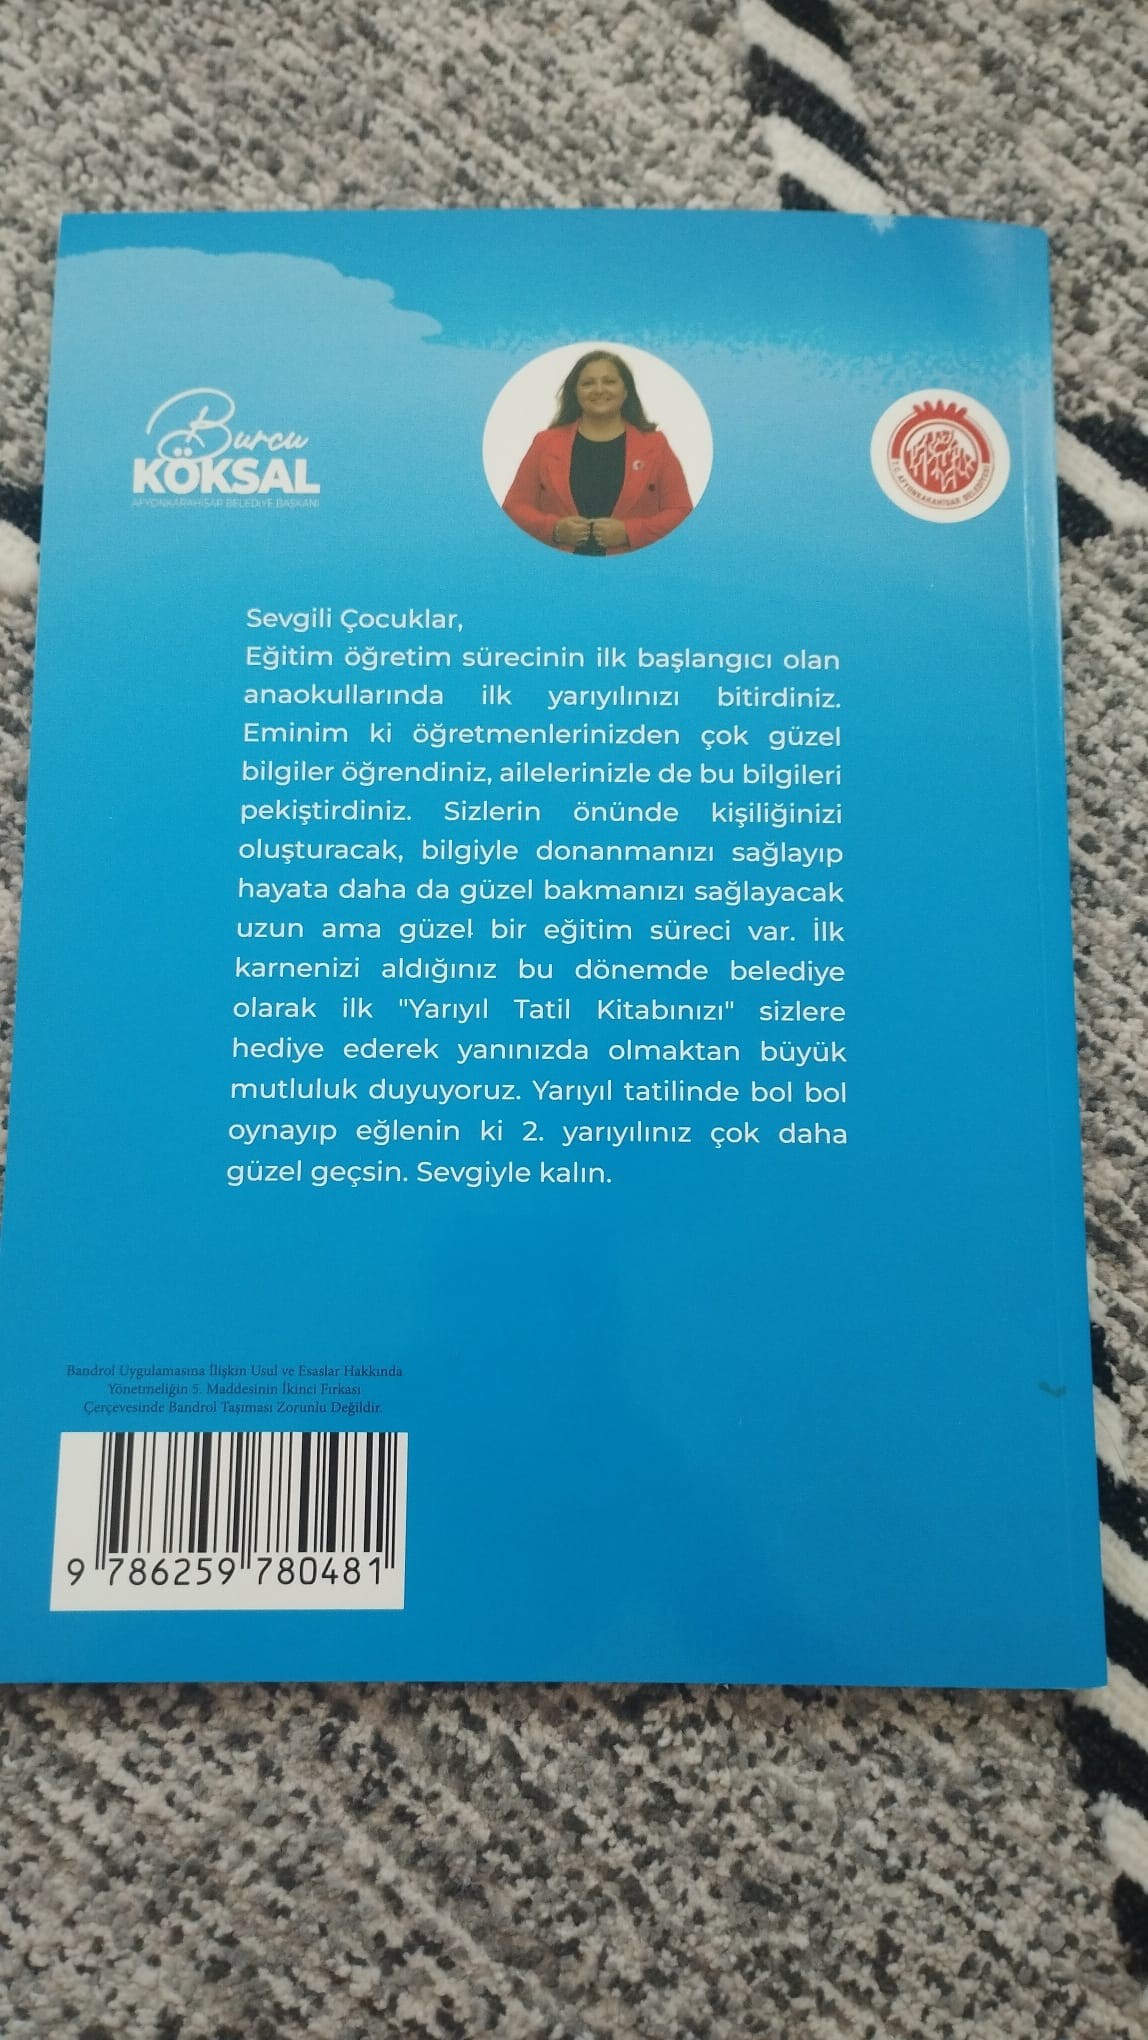 Burcu
KÖKSAL
AFYONKARAHİSAR BELEDİYE BAŞKANI
T.C. AFYONKARAHİSAR BELEDİYESİ
Sevgili Çocuklar,
Eğitim öğretim sürecinin ilk başlangıcı olan
anaokullarında ilk yarıyılınızı bitirdiniz.
Eminim ki öğretmenlerinizden çok güzel
bilgiler öğrendiniz, ailelerinizle de bu bilgileri
pekiştirdiniz. Sizlerin önünde kişiliğinizi
oluşturacak, bilgiyle donanmanızı sağlayıp
hayata daha da güzel bakmanızı sağlayacak
uzun ama güzel bir eğitim süreci var. İlk
karnenizi aldığınız bu dönemde belediye
olarak ilk "Yarıyıl Tatil Kitabınızı" sizlere
hediye ederek yanınızda olmaktan büyük
mutluluk duyuyoruz. Yarıyıl tatilinde bol bol
oynayıp eğlenin ki 2. yarıyılınız çok daha
güzel geçsin. Sevgiyle kalın.
Bandrol Uygulamasına İlişkin Usul ve Esaslar Hakkında
Yönetmeliğin 5. Maddesinin İkinci Fırkası
Çerçevesinde Bandrol Taşıması Zorunlu Değildir.
9 786259 780481